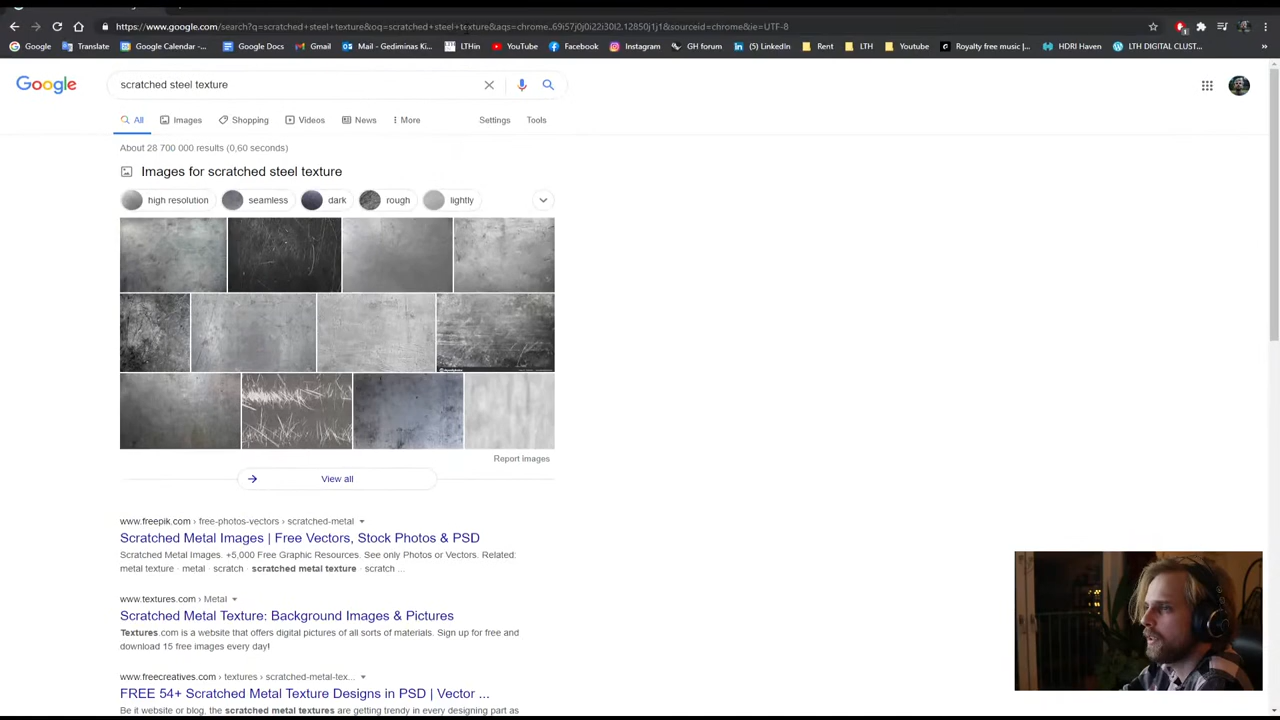 https://www.google.com/search?q=scratched+steel+texture&oq=scratched+steel+texture&aqs=chrome..69i57j0j0i22i30l2.12850j1j1&sourceid=chrome&ie=UTF-8
Google Translate Google Calendar -... Google Docs Gmail Mail - Gediminas Ki... LTHin YouTube Facebook Instagram GH forum (5) LinkedIn Rent LTH Youtube Royalty free music |... HDRI Haven LTH DIGITAL CLUST... »
Google scratched steel texture
All Images Shopping Videos News More Settings Tools
About 28 700 000 results (0,60 seconds)
Images for scratched steel texture
high resolution seamless dark rough lightly
Report images
View all
www.freepik.com › free-photos-vectors › scratched-metal
Scratched Metal Images | Free Vectors, Stock Photos & PSD
Scratched Metal Images. +5,000 Free Graphic Resources. See only Photos or Vectors. Related:
metal texture · metal · scratch · scratched metal texture · scratch ...
www.textures.com › Metal
Scratched Metal Texture: Background Images & Pictures
Textures.com is a website that offers digital pictures of all sorts of materials. Sign up for free and
download 15 free images every day!
www.freecreatives.com › textures › scratched-metal-tex...
FREE 54+ Scratched Metal Texture Designs in PSD | Vector ...
Be it website or blog, the scratched metal textures are getting trendy in every designing part as